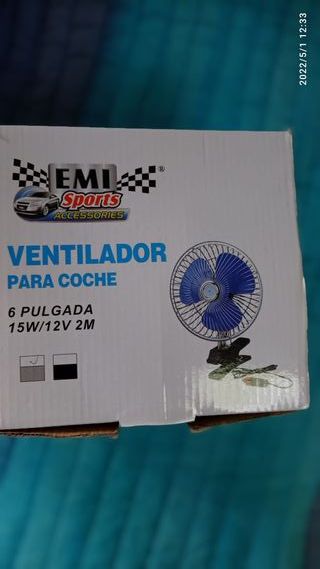 2022/5/1 12:33
EMI ®
Sports
ACCESSORIES
VENTILADOR
PARA COCHE
6 PULGADA
15W/12V 2M